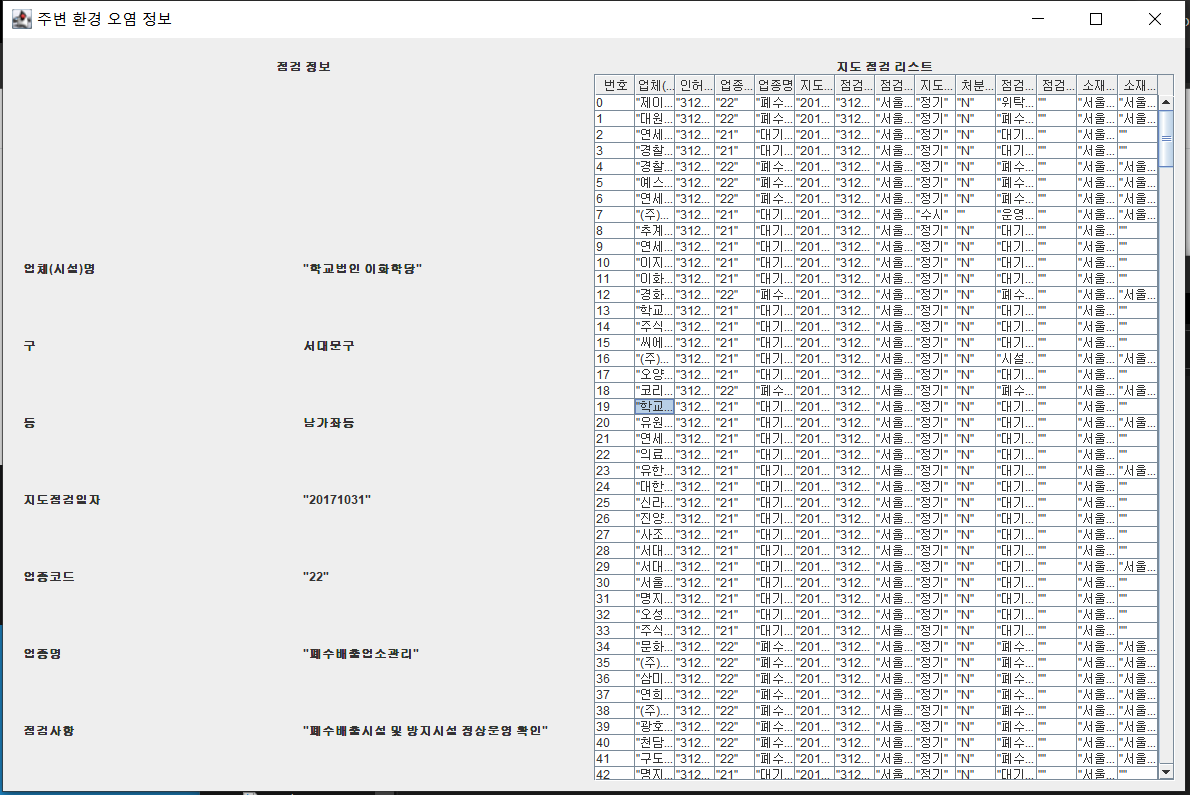 주변 환경 오염 정보
점검 정보
업체(시설)명 "학교법인 이화학당"
구 서대문구
동 남가좌동
지도점검일자 "20171031"
업종코드 "22"
업종명 "폐수배출업소관리"
점검사항 "폐수배출시설 및 방지시설 정상운영 확인"
지도 점검 리스트
번호 업체(... 인허... 업종... 업종명 지도... 점검... 점검... 지도... 처분... 점검... 점검... 소재... 소재...
0 "제이... "312... "22" "폐수... "201... "312... "서울... "정기" "N" "위탁... "" "서울... "서울...
1 "대원... "312... "22" "폐수... "201... "312... "서울... "정기" "N" "폐수... "" "서울... "서울...
2 "연세... "312... "21" "대기... "201... "312... "서울... "정기" "N" "대기... "" "서울... ""
3 "경찰... "312... "21" "대기... "201... "312... "서울... "정기" "N" "대기... "" "서울... ""
4 "경찰... "312... "22" "폐수... "201... "312... "서울... "정기" "N" "폐수... "" "서울... "서울...
5 "예스... "312... "22" "폐수... "201... "312... "서울... "정기" "N" "폐수... "" "서울... "서울...
6 "연세... "312... "22" "폐수... "201... "312... "서울... "정기" "N" "폐수... "" "서울... "서울...
7 "(주)... "312... "21" "대기... "201... "312... "서울... "수시" "" "운영... "" "서울... "서울...
8 "추계... "312... "21" "대기... "201... "312... "서울... "정기" "N" "대기... "" "서울... ""
9 "연세... "312... "21" "대기... "201... "312... "서울... "정기" "N" "대기... "" "서울... ""
10 "이지... "312... "21" "대기... "201... "312... "서울... "정기" "N" "대기... "" "서울... ""
11 "이화... "312... "21" "대기... "201... "312... "서울... "정기" "N" "대기... "" "서울... ""
12 "경화... "312... "22" "폐수... "201... "312... "서울... "정기" "N" "폐수... "" "서울... "서울...
13 "학교... "312... "21" "대기... "201... "312... "서울... "정기" "N" "대기... "" "서울... ""
14 "주식... "312... "21" "대기... "201... "312... "서울... "정기" "N" "대기... "" "서울... ""
15 "씨에... "312... "21" "대기... "201... "312... "서울... "정기" "N" "대기... "" "서울... ""
16 "(주)... "312... "21" "대기... "201... "312... "서울... "정기" "N" "시설... "" "서울... "서울...
17 "오양... "312... "21" "대기... "201... "312... "서울... "정기" "N" "대기... "" "서울... ""
18 "코리... "312... "22" "폐수... "201... "312... "서울... "정기" "N" "폐수... "" "서울... "서울...
19 "학교... "312... "21" "대기... "201... "312... "서울... "정기" "N" "대기... "" "서울... ""
20 "유원... "312... "21" "대기... "201... "312... "서울... "정기" "N" "대기... "" "서울... "서울...
21 "연세... "312... "21" "대기... "201... "312... "서울... "정기" "N" "대기... "" "서울... ""
22 "의료... "312... "21" "대기... "201... "312... "서울... "정기" "N" "대기... "" "서울... ""
23 "유한... "312... "21" "대기... "201... "312... "서울... "정기" "N" "대기... "" "서울... "서울...
24 "대한... "312... "21" "대기... "201... "312... "서울... "정기" "N" "대기... "" "서울... ""
25 "신라... "312... "21" "대기... "201... "312... "서울... "정기" "N" "대기... "" "서울... ""
26 "진양... "312... "21" "대기... "201... "312... "서울... "정기" "N" "대기... "" "서울... ""
27 "사조... "312... "21" "대기... "201... "312... "서울... "정기" "N" "대기... "" "서울... ""
28 "서대... "312... "21" "대기... "201... "312... "서울... "정기" "N" "대기... "" "서울... ""
29 "서대... "312... "21" "대기... "201... "312... "서울... "정기" "N" "대기... "" "서울... "서울...
30 "서울... "312... "21" "대기... "201... "312... "서울... "정기" "N" "대기... "" "서울... ""
31 "명지... "312... "21" "대기... "201... "312... "서울... "정기" "N" "대기... "" "서울... ""
32 "오성... "312... "21" "대기... "201... "312... "서울... "정기" "N" "대기... "" "서울... ""
33 "주식... "312... "21" "대기... "201... "312... "서울... "정기" "N" "대기... "" "서울... ""
34 "문화... "312... "22" "폐수... "201... "312... "서울... "정기" "N" "폐수... "" "서울... "서울...
35 "(주)... "312... "22" "폐수... "201... "312... "서울... "정기" "N" "폐수... "" "서울... "서울...
36 "삼미... "312... "22" "폐수... "201... "312... "서울... "정기" "N" "폐수... "" "서울... "서울...
37 "연희... "312... "22" "폐수... "201... "312... "서울... "정기" "N" "폐수... "" "서울... "서울...
38 "(주)... "312... "22" "폐수... "201... "312... "서울... "정기" "N" "폐수... "" "서울... "서울...
39 "광호... "312... "22" "폐수... "201... "312... "서울... "정기" "N" "폐수... "" "서울... "서울...
40 "천담... "312... "22" "폐수... "201... "312... "서울... "정기" "N" "폐수... "" "서울... "서울...
41 "구도... "312... "22" "폐수... "201... "312... "서울... "정기" "N" "폐수... "" "서울... "서울...
42 "명지... "312... "21" "대기... "201... "312... "서울... "정기" "N" "대기... "" "서울... ""